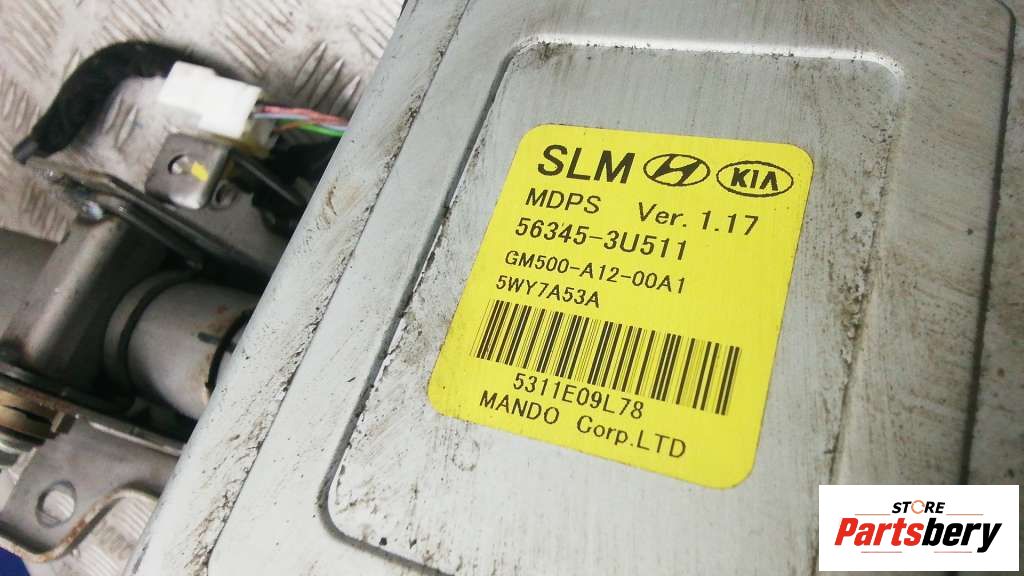 SLM H KIA
MDPS Ver. 1.17
56345-3U511
GM500-A12-00A1
5WY7A53A
5311E09L78
MANDO Corp.LTD
STORE
Partsbery